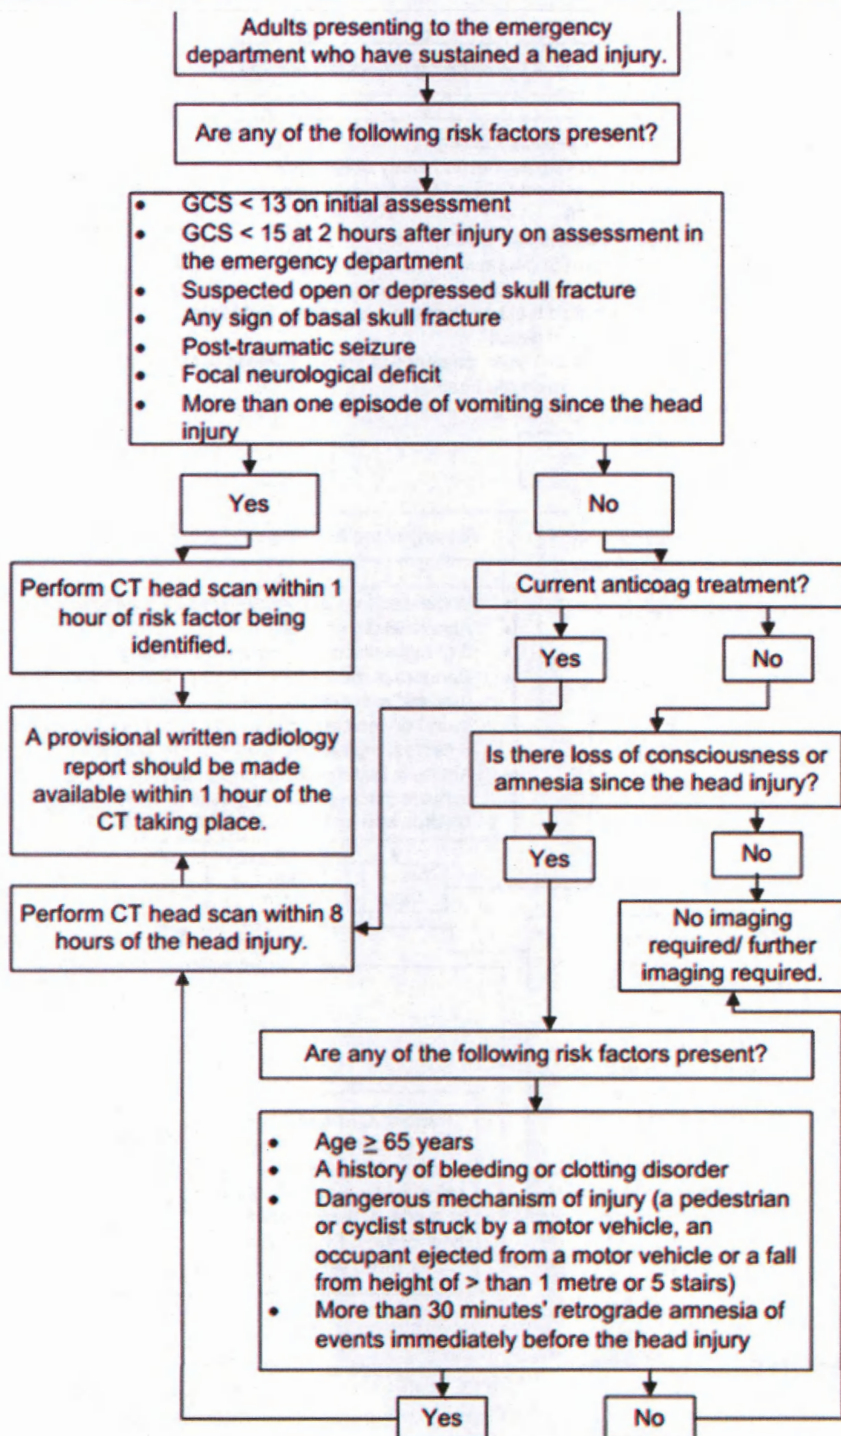 Adults presenting to the emergency
department who have sustained a head injury.
Are any of the following risk factors present?
• GCS < 13 on initial assessment
• GCS < 15 at 2 hours after injury on assessment in
the emergency department
• Suspected open or depressed skull fracture
• Any sign of basal skull fracture
• Post-traumatic seizure
• Focal neurological deficit
• More than one episode of vomiting since the head
injury
Yes
No
Perform CT head scan within 1
hour of risk factor being
identified.
Current anticoag treatment?
Yes
No
A provisional written radiology
report should be made
available within 1 hour of the
CT taking place.
Is there loss of consciousness or
amnesia since the head injury?
Yes
No
Perform CT head scan within 8
hours of the head injury.
No imaging
required/ further
imaging required.
Are any of the following risk factors present?
• Age ≥ 65 years
• A history of bleeding or clotting disorder
• Dangerous mechanism of injury (a pedestrian
or cyclist struck by a motor vehicle, an
occupant ejected from a motor vehicle or a fall
from height of > than 1 metre or 5 stairs)
• More than 30 minutes' retrograde amnesia of
events immediately before the head injury
Yes
No